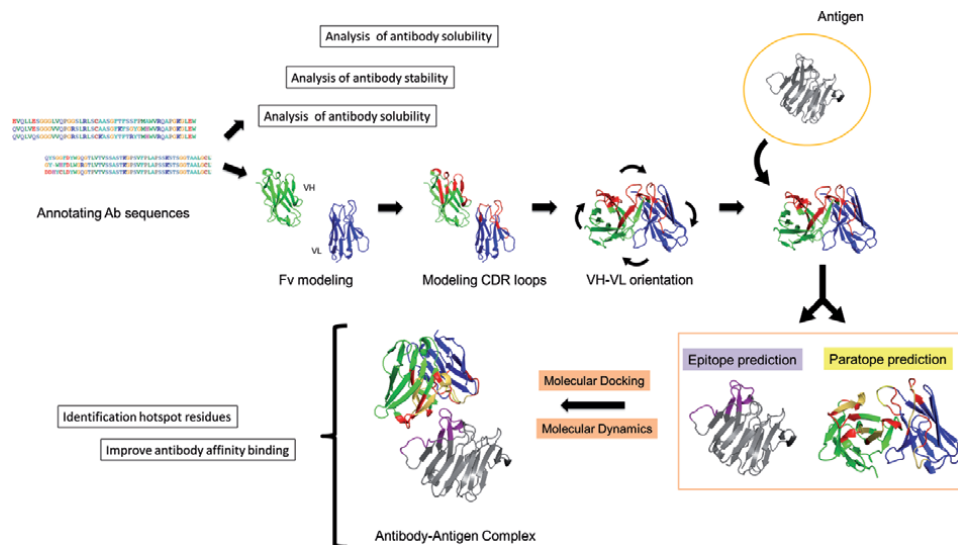 Analysis of antibody solubility
Antigen
Analysis of antibody stability
Analysis of antibody solubility
Annotating Ab sequences
VH
VL
Fv modeling
Modeling CDR loops
VH-VL orientation
Epitope prediction
Paratope prediction
Molecular Docking
Molecular Dynamics
Identification hotspot residues
Improve antibody affinity binding
Antibody-Antigen Complex